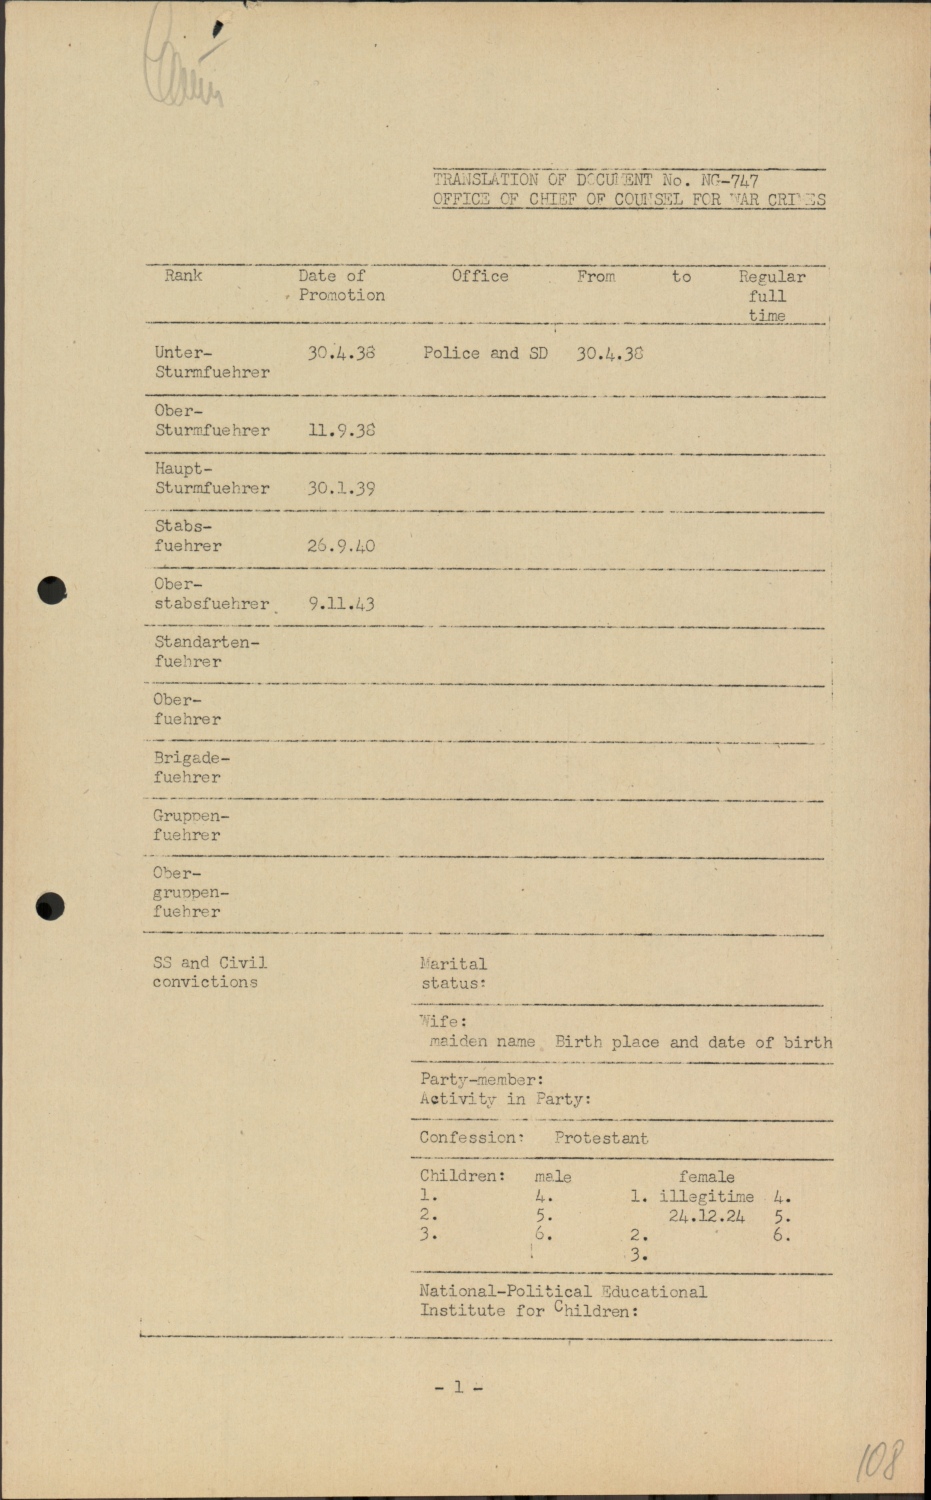 TRANSLATION OF DOCUMENT No. NG-747
OFFICE OF CHIEF OF COUNSEL FOR WAR CRIMES
Rank Date of Promotion Office From to Regular full time
Unter- 30.4.38 Police and SD 30.4.38
Sturmfuehrer
Ober-
Sturmfuehrer 11.9.38
Haupt-
Sturmfuehrer 30.1.39
Stabs-
fuehrer 26.9.40
Ober-
stabsfuehrer 9.11.43
Standarten-
fuehrer
Ober-
fuehrer
Brigade-
fuehrer
Gruppen-
fuehrer
Ober-
gruppen-
fuehrer
SS and Civil
convictions
Marital
status:
Wife:
maiden name Birth place and date of birth
Party-member:
Activity in Party:
Confession: Protestant
Children: male female
1. 4. 1. illegitime 4.
2. 5. 24.12.24 5.
3. 6. 2. 6.
3.
National-Political Educational
Institute for Children:
- 1 -
108